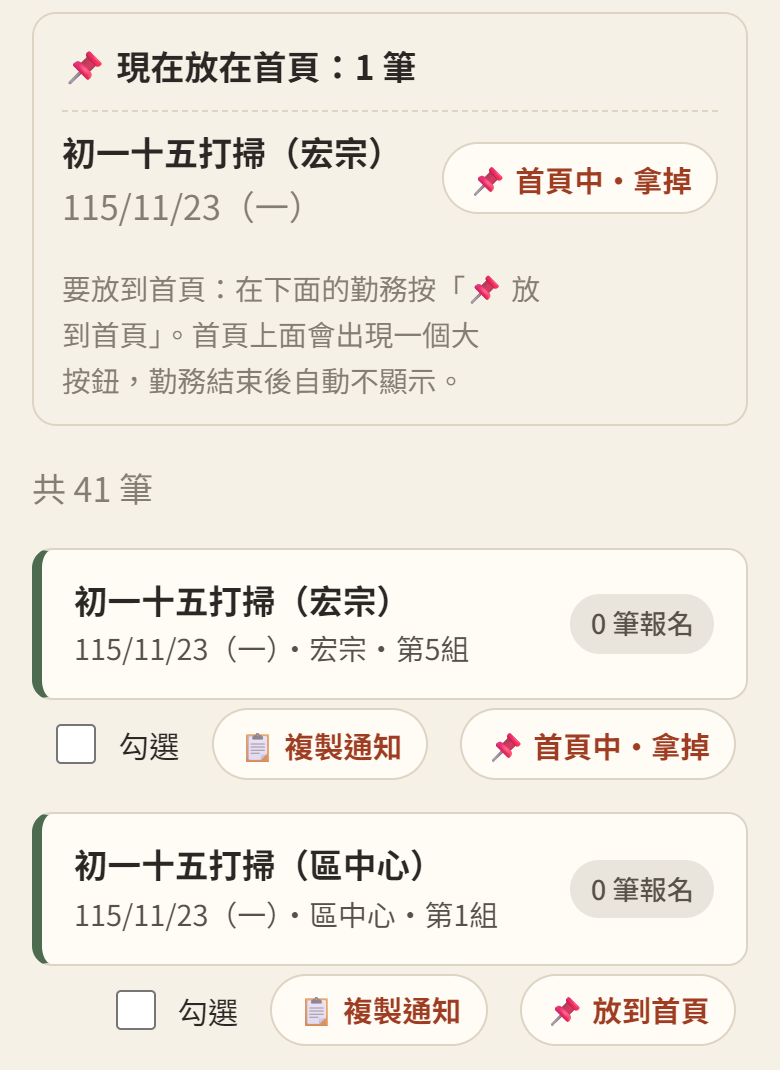 📌 現在放在首頁：1 筆
初一十五打掃（宏宗）
115/11/23（一）
📌 首頁中・拿掉
要放到首頁：在下面的勤務按「📌 放
到首頁」。首頁上面會出現一個大
按鈕，勤務結束後自動不顯示。
共 41 筆
初一十五打掃（宏宗）
115/11/23（一）・宏宗・第5組
0 筆報名
勾選
📋 複製通知
📌 首頁中・拿掉
初一十五打掃（區中心）
115/11/23（一）・區中心・第1組
0 筆報名
勾選
📋 複製通知
📌 放到首頁